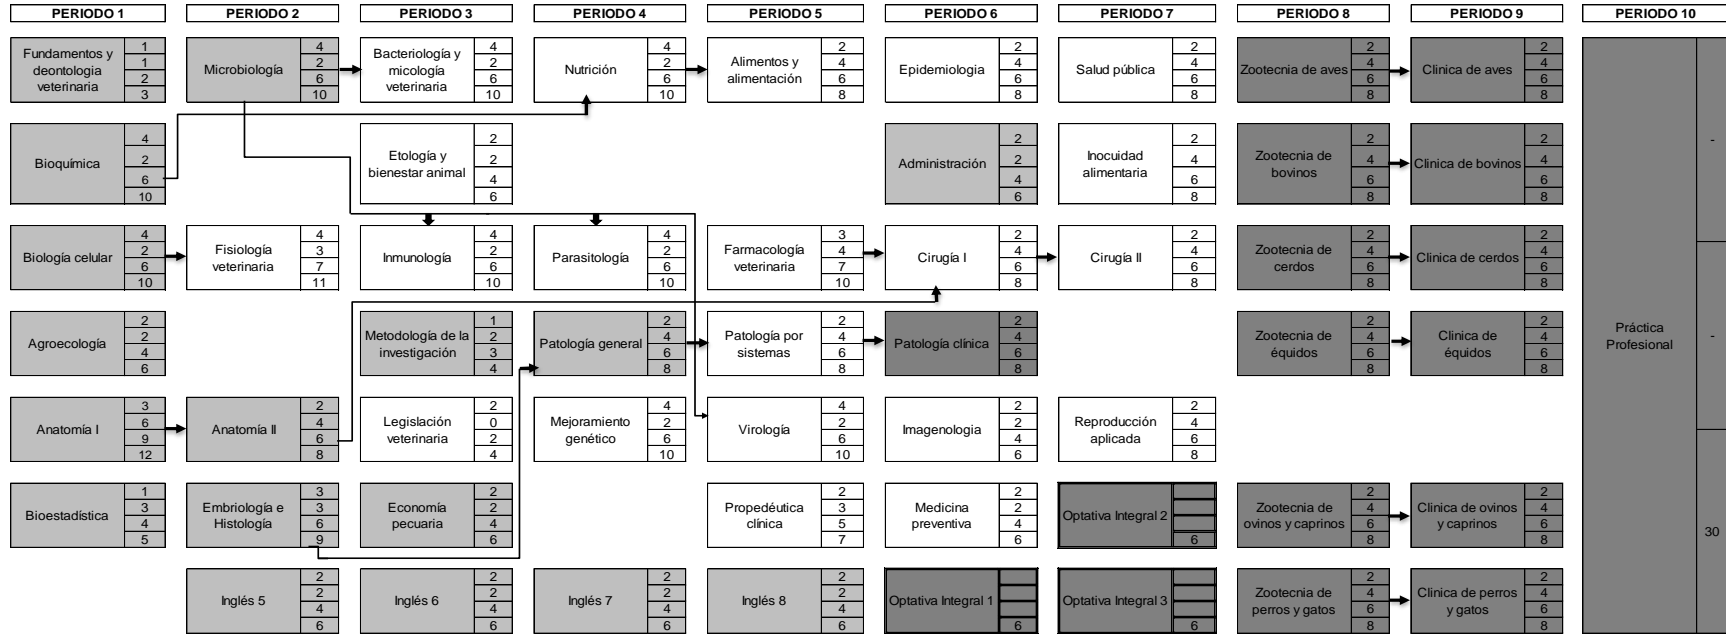 PERIODO 1
PERIODO 2
PERIODO 3
PERIODO 4
PERIODO 5
PERIODO 6
PERIODO 7
PERIODO 8
PERIODO 9
PERIODO 10
Fundamentos y
deontologia
veterinaria
1
1
2
3
Microbiología
4
2
6
10
Bacteriología y
micología
veterinaria
4
2
6
10
Nutrición
4
2
6
10
Alimentos y
alimentación
2
4
6
8
Epidemiologia
2
4
6
8
Salud pública
2
4
6
8
Zootecnia de aves
2
4
6
8
Clinica de aves
2
4
6
8
Bioquímica
4
2
6
10
Etología y
bienestar animal
2
2
4
6
Administración
2
2
4
6
Inocuidad
alimentaria
2
4
6
8
Zootecnia de
bovinos
2
4
6
8
Clinica de bovinos
2
4
6
8
Biología celular
4
2
6
10
Fisiología
veterinaria
4
3
7
11
Inmunología
4
2
6
10
Parasitología
4
2
6
10
Farmacología
veterinaria
3
4
7
10
Cirugía I
2
4
6
8
Cirugía II
2
4
6
8
Zootecnia de
cerdos
2
4
6
8
Clinica de cerdos
2
4
6
8
Agroecología
2
2
4
6
Metodología de la
investigación
1
2
3
4
Patología general
2
4
6
8
Patología por
sistemas
2
4
6
8
Patología clínica
2
4
6
8
Zootecnia de
équidos
2
4
6
8
Clinica de
équidos
2
4
6
8
Anatomía I
3
6
9
12
Anatomía II
2
4
6
8
Legislación
veterinaria
2
0
2
4
Mejoramiento
genético
4
2
6
10
Virología
4
2
6
10
Imagenologia
2
2
4
6
Reproducción
aplicada
2
4
6
8
Bioestadística
1
3
4
5
Embriología e
Histología
3
3
6
9
Economía
pecuaria
2
2
4
6
Propedéutica
clínica
2
3
5
7
Medicina
preventiva
2
2
4
6
Optativa Integral 2
6
Zootecnia de
ovinos y caprinos
2
4
6
8
Clinica de ovinos
y caprinos
2
4
6
8
Inglés 5
2
2
4
6
Inglés 6
2
2
4
6
Inglés 7
2
2
4
6
Inglés 8
2
2
4
6
Optativa Integral 1
6
Optativa Integral 3
6
Zootecnia de
perros y gatos
2
4
6
8
Clinica de perros
y gatos
2
4
6
8
Práctica
Profesional
-
-
30